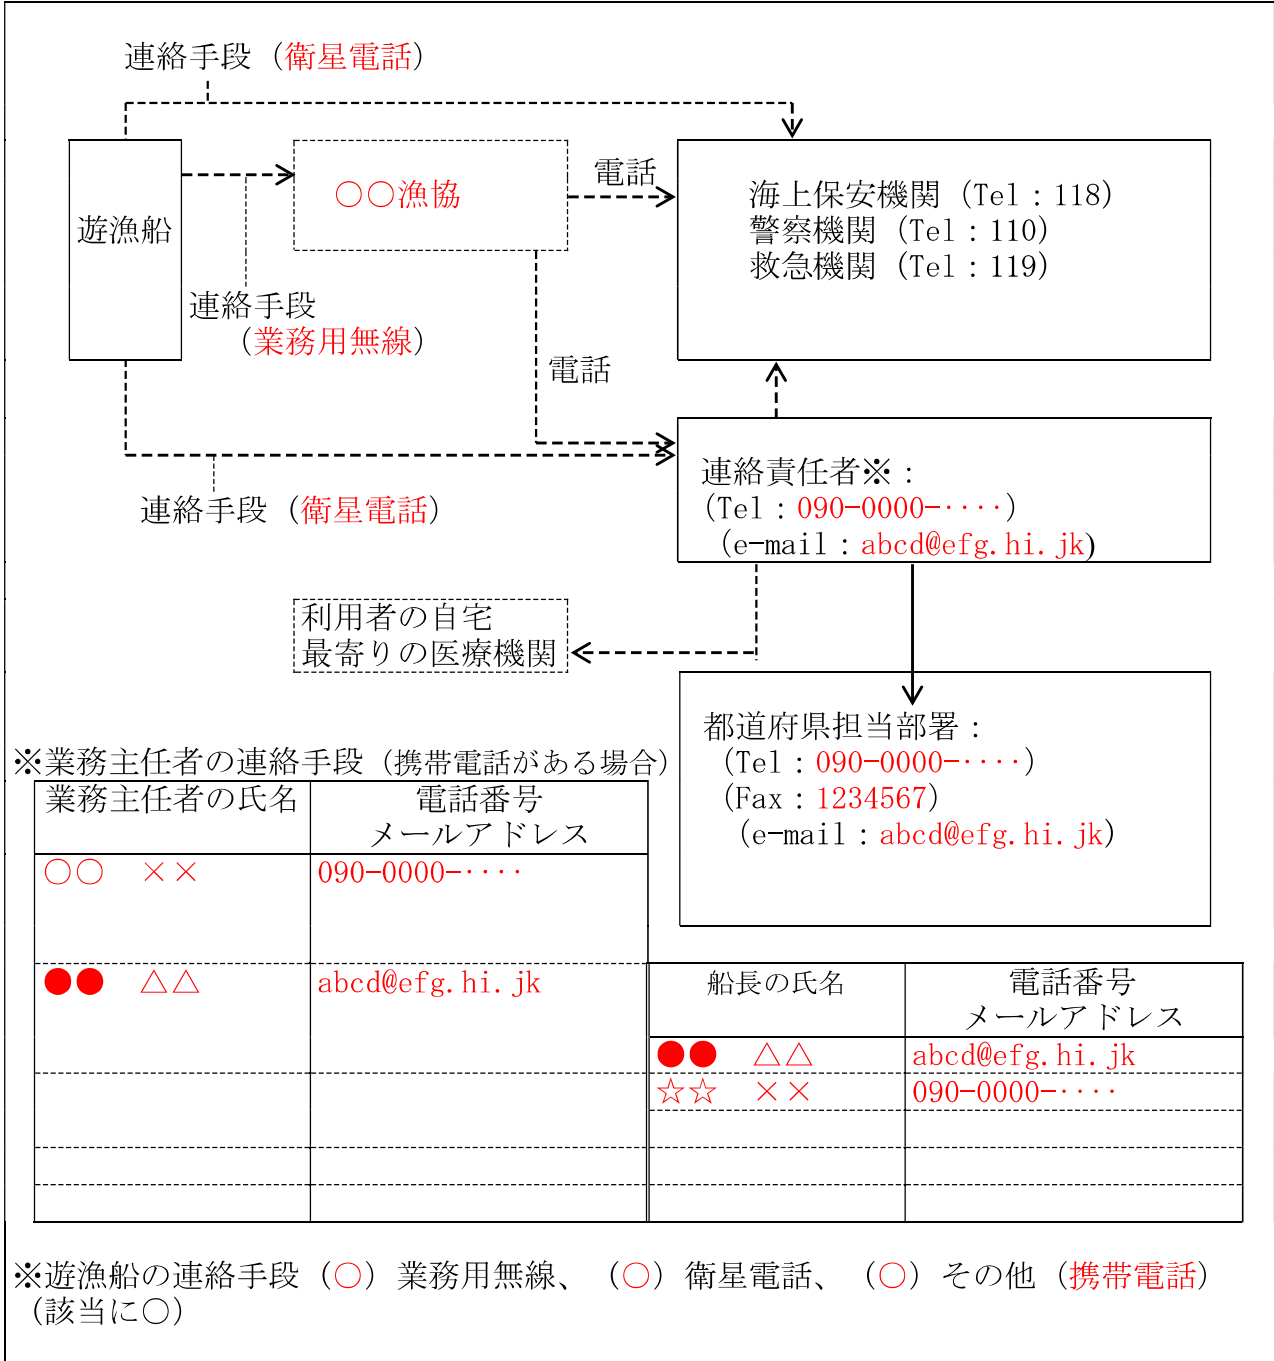 連絡手段（衛星電話）
遊漁船
○○漁協
電話
海上保安機関（Tel：118）
警察機関（Tel：110）
救急機関（Tel：119）
連絡手段
（業務用無線）
電話
連絡責任者※：
（Tel：090-0000-‥‥）
（e-mail：abcd@efg.hi.jk)
連絡手段（衛星電話）
利用者の自宅
最寄りの医療機関
都道府県担当部署：
（Tel：090-0000-‥‥）
（Fax：1234567）
（e-mail：abcd@efg.hi.jk）
※業務主任者の連絡手段（携帯電話がある場合）
業務主任者の氏名 電話番号
メールアドレス
○○　×× 090-0000-‥‥
●●　△△ abcd@efg.hi.jk
船長の氏名 電話番号
メールアドレス
●●　△△ abcd@efg.hi.jk
☆☆　×× 090-0000-‥‥
※遊漁船の連絡手段（○）業務用無線、（○）衛星電話、（○）その他（携帯電話）
（該当に○）